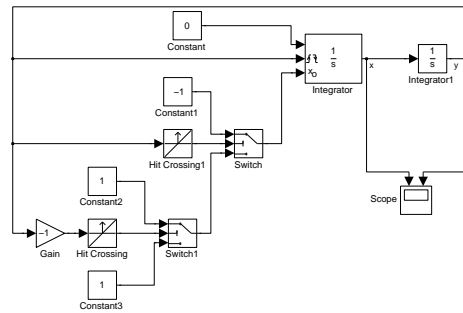 0
Constant
1
s
x
o
Integrator
x
1
s
Integrator1
y
−1
Constant1
Hit Crossing1
Switch
Scope
1
Constant2
−1
Gain
Hit Crossing
Switch1
1
Constant3